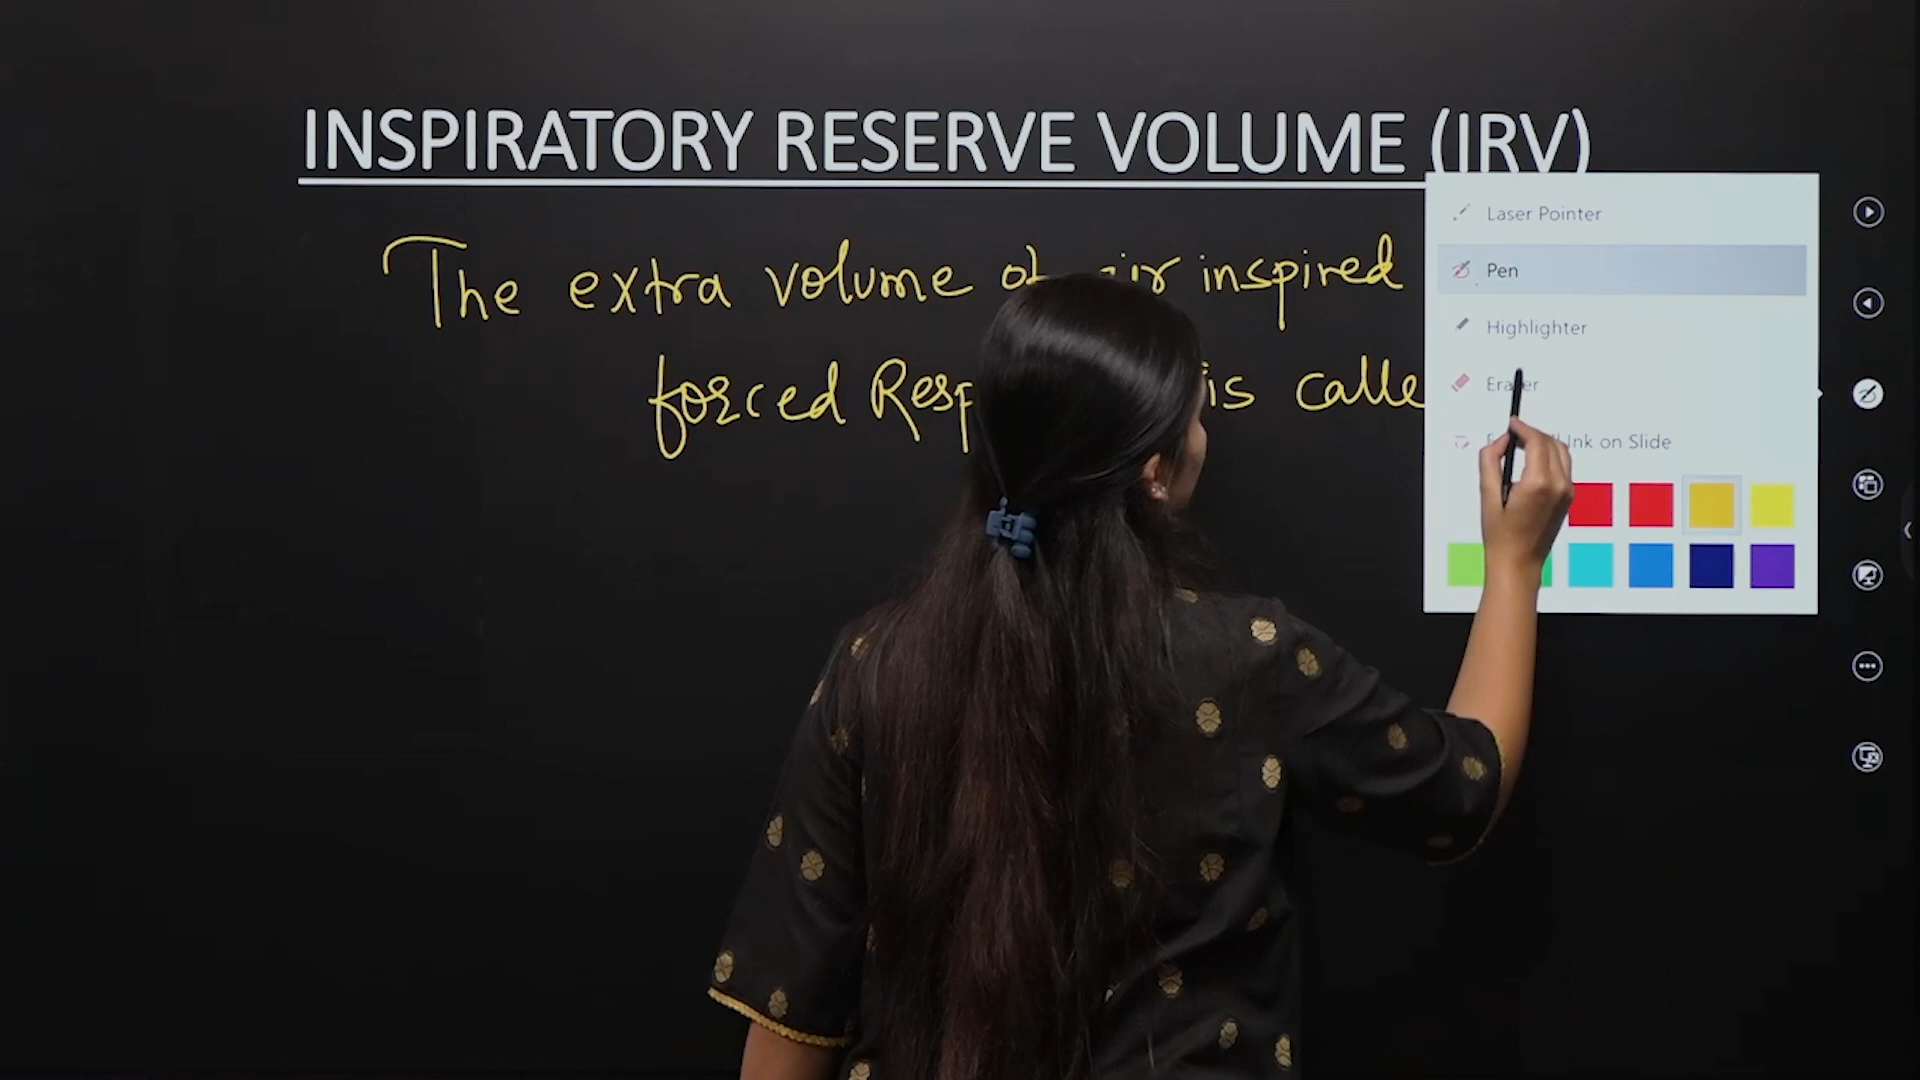 INSPIRATORY RESERVE VOLUME (IRV)
The extra volume of air inspired
forced Resp is calle
Laser Pointer
Pen
Highlighter
Eraser
Ink on Slide